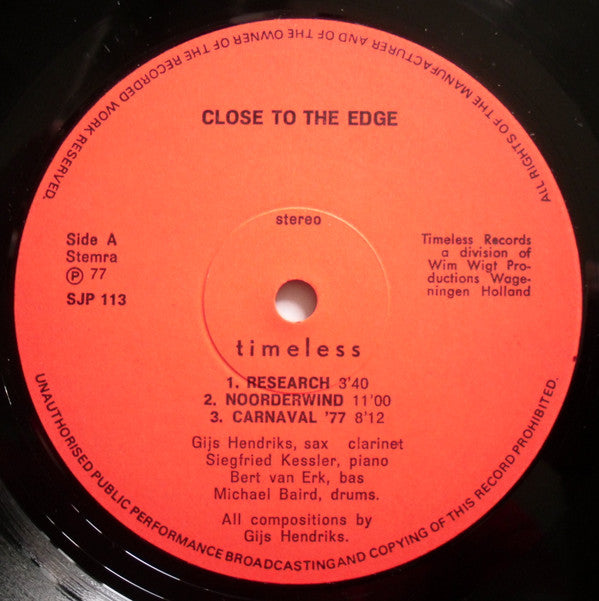 ALL RIGHTS OF THE MANUFACTURER AND OF THE OWNER OF THE RECORDED WORK RESERVED.
CLOSE TO THE EDGE
stereo
Side A
Stemra
Ⓟ 77
SJP 113
Timeless Records
a division of
Wim Wigt Pro-
ductions Wage-
ningen Holland
timeless
1. RESEARCH 3'40
2. NOORDERWIND 11'00
3. CARNAVAL '77 8'12
Gijs Hendriks, sax clarinet
Siegfried Kessler, piano
Bert van Erk, bas
Michael Baird, drums.
All compositions by
Gijs Hendriks.
UNAUTHORISED PUBLIC PERFORMANCE BROADCASTING AND COPYING OF THIS RECORD PROHIBITED.